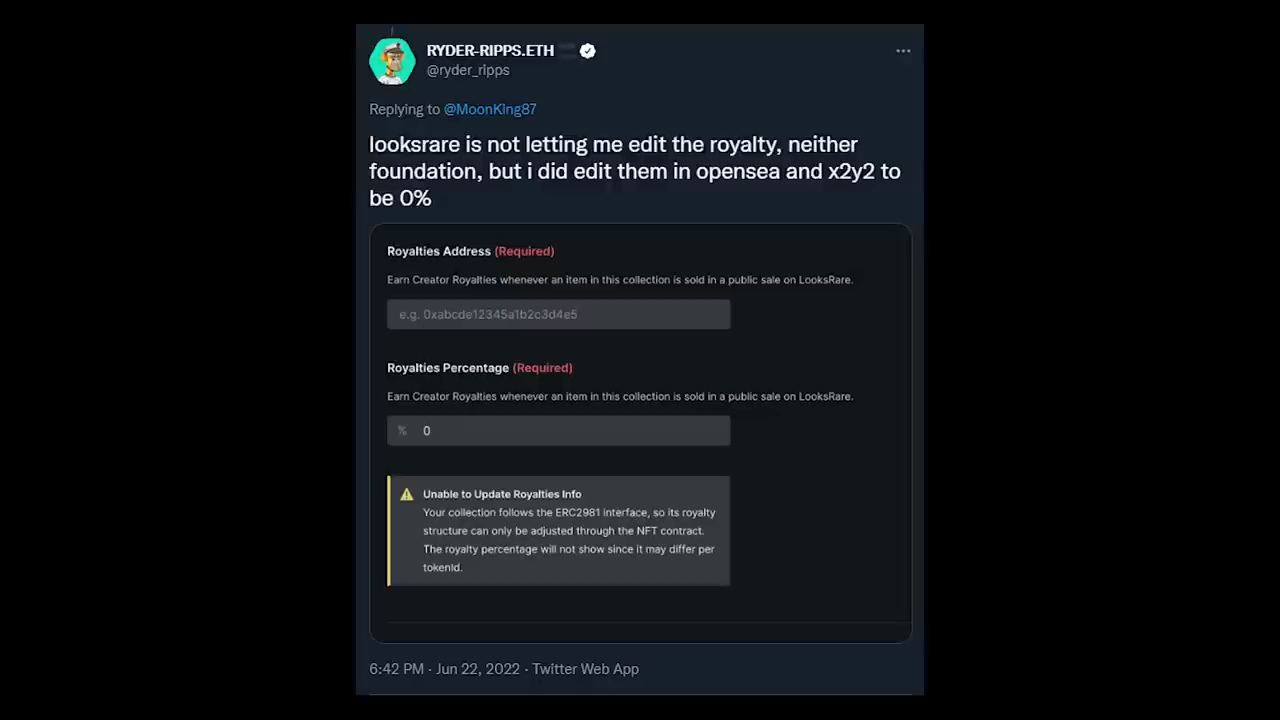 RYDER-RIPPS.ETH
@ryder_ripps
Replying to @MoonKIng87
looksrare is not letting me edit the royalty, neither
foundation, but i did edit them in opensea and x2y2 to
be 0%
Royalties Address (Required)
Earn Creator Royalties whenever an item in this collection is sold in a public sale on LooksRare.
e.g. 0xabcde12345a1b2c3d4e5
Royalties Percentage (Required)
Earn Creator Royalties whenever an item in this collection is sold in a public sale on LooksRare.
% 0
Unable to Update Royalties Info
Your collection follows the ERC2981 interface, so its royalty
structure can only be adjusted through the NFT contract.
The royalty percentage will not show since it may differ per
tokenId.
6:42 PM · Jun 22, 2022 · Twitter Web App